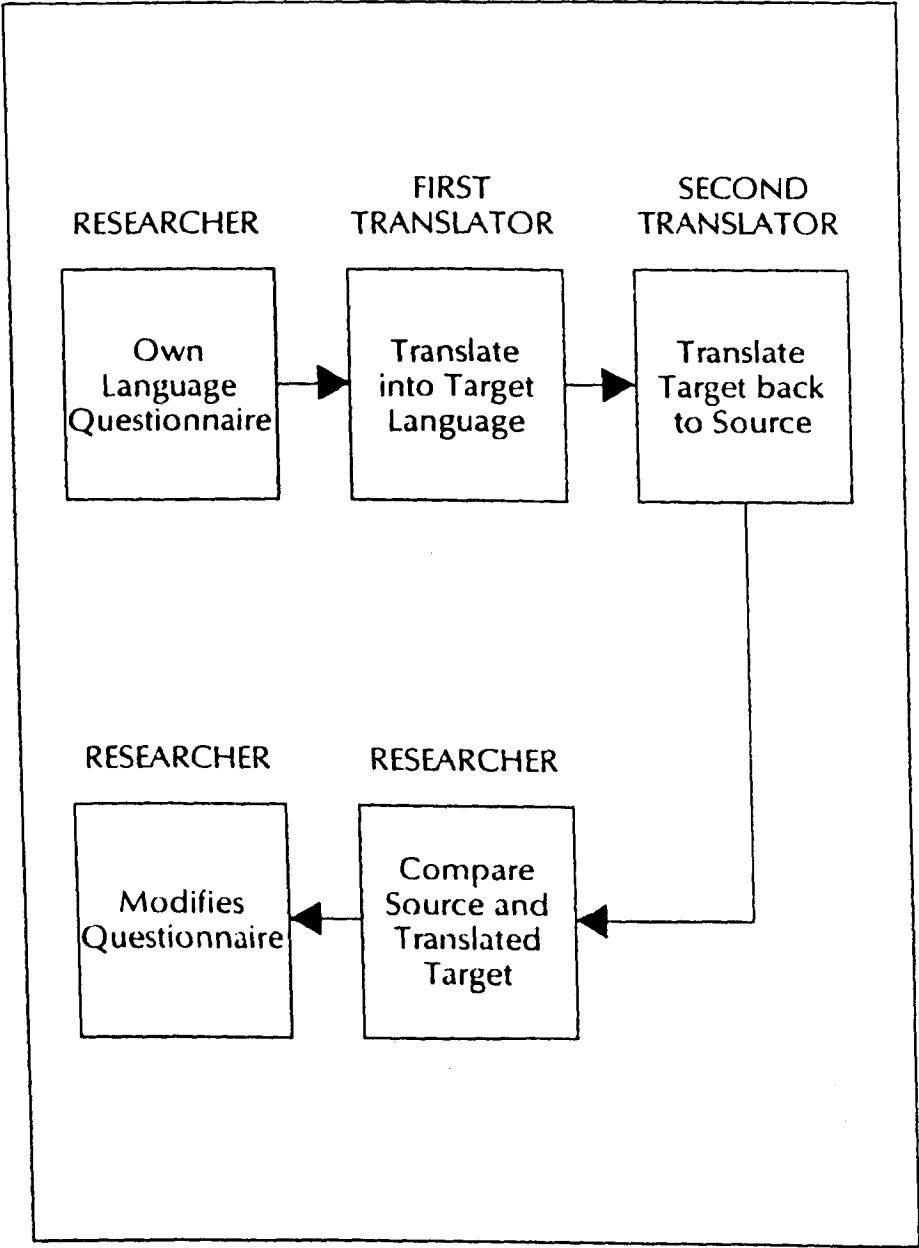 RESEARCHER
Own
Language
Questionnaire
FIRST
TRANSLATOR
Translate
into Target
Language
SECOND
TRANSLATOR
Translate
Target back
to Source
RESEARCHER
Compare
Source and
Translated
Target
RESEARCHER
Modifies
Questionnaire